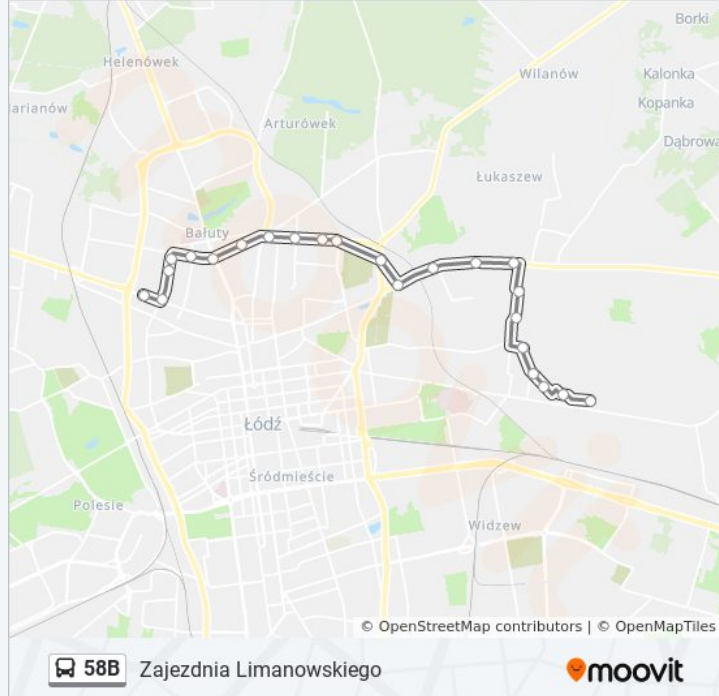 Borki
Helenówek
Wilanów
Kalonka
Kopanka
arianów
Arturówek
Dąbrowa
Łukaszew
Bałuty
Łódź
Śródmieście
Polesie
Widzew
© OpenStreetMap contributors | © OpenMapTiles
58B Zajezdnia Limanowskiego moovit